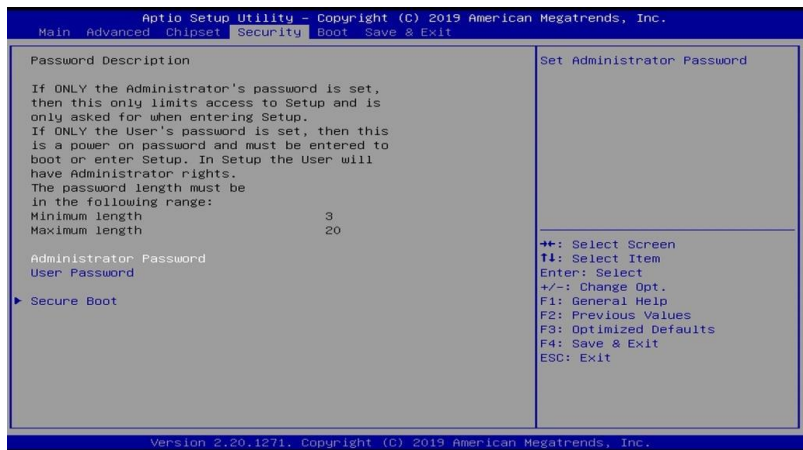 Aptio Setup Utility – Copyright (C) 2019 American Megatrends, Inc.
Main Advanced Chipset Security Boot Save & Exit
Password Description
If ONLY the Administrator's password is set,
then this only limits access to Setup and is
only asked for when entering Setup.
If ONLY the User's password is set, then this
is a power on password and must be entered to
boot or enter Setup. In Setup the User will
have Administrator rights.
The password length must be
in the following range:
Minimum length 3
Maximum length 20
Administrator Password
User Password
▶ Secure Boot
Set Administrator Password
→←: Select Screen
↑↓: Select Item
Enter: Select
+/-: Change Opt.
F1: General Help
F2: Previous Values
F3: Optimized Defaults
F4: Save & Exit
ESC: Exit
Version 2.20.1271. Copyright (C) 2019 American Megatrends, Inc.